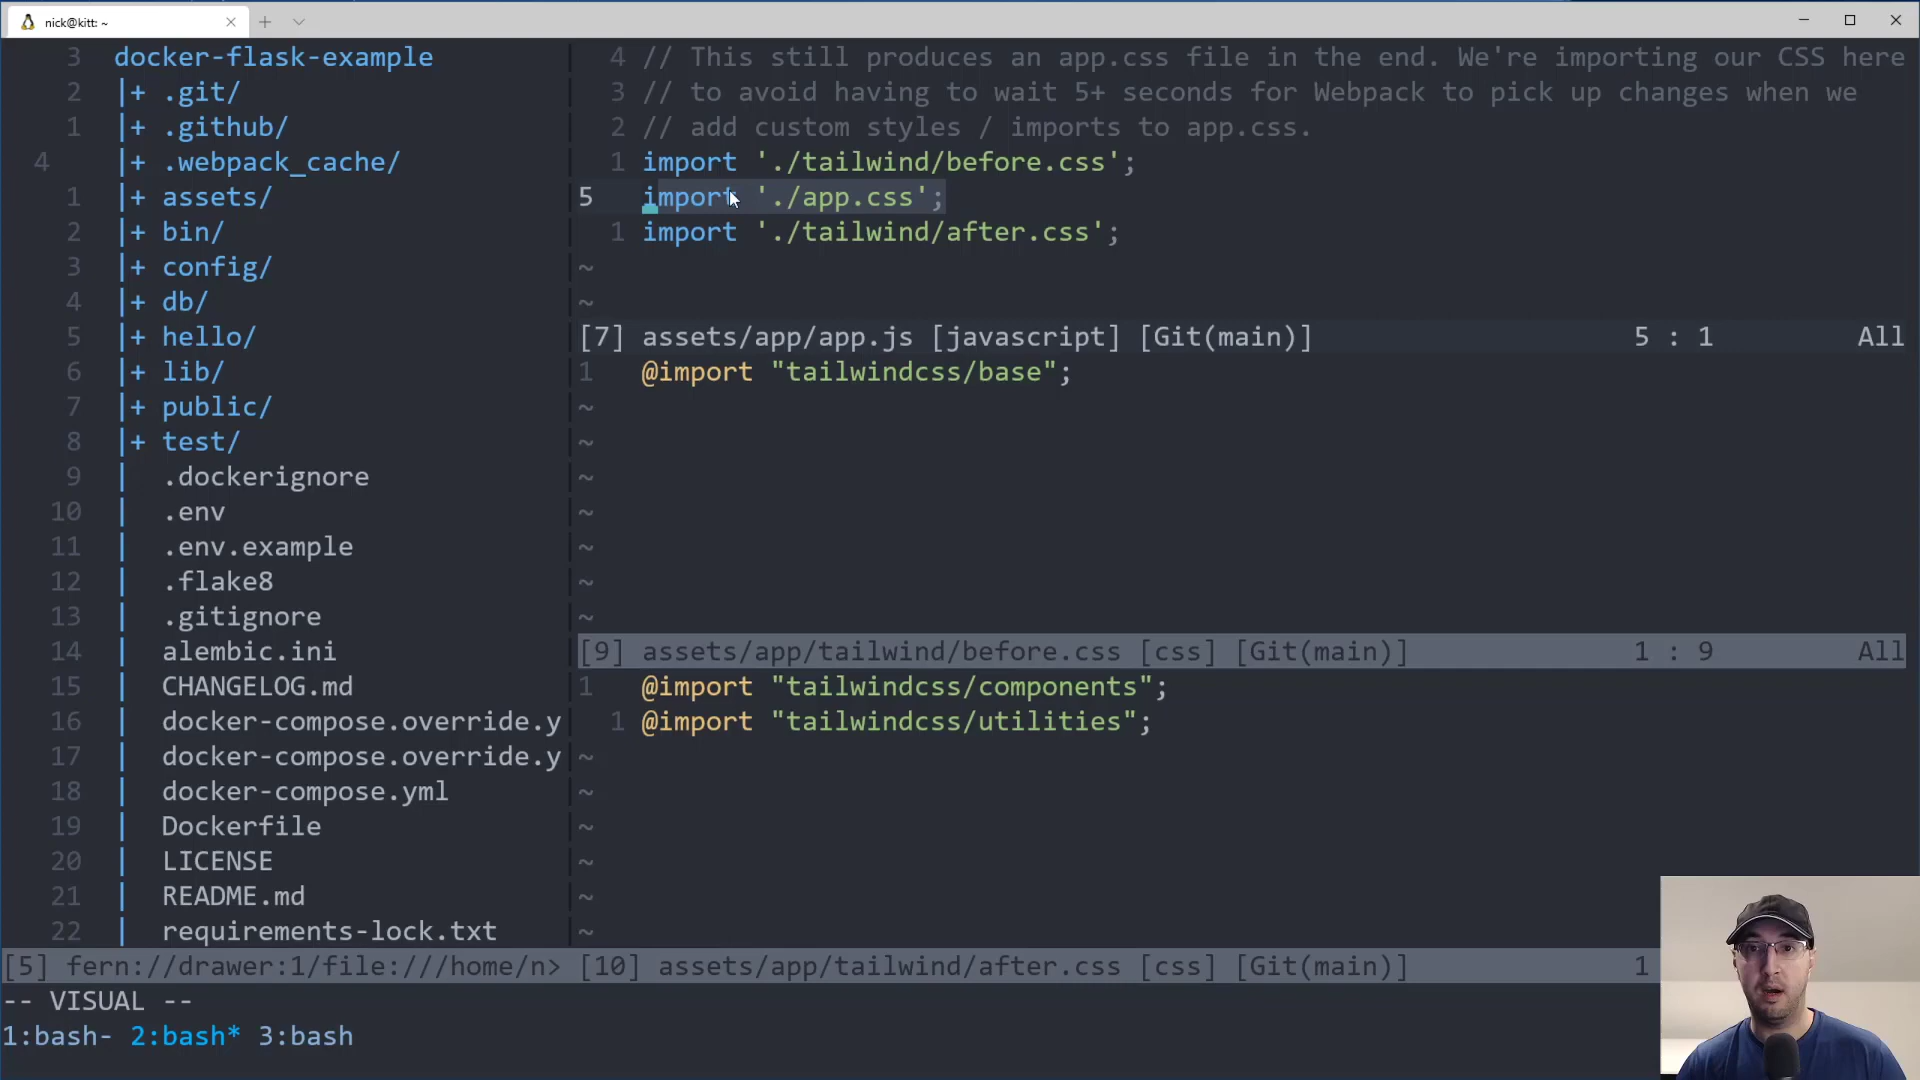 nick@kitt: ~
3 docker-flask-example
2 |+ .git/
1 |+ .github/
4 |+ .webpack_cache/
1 |+ assets/
2 |+ bin/
3 |+ config/
4 |+ db/
5 |+ hello/
6 |+ lib/
7 |+ public/
8 |+ test/
9 | .dockerignore
10 | .env
11 | .env.example
12 | .flake8
13 | .gitignore
14 | alembic.ini
15 | CHANGELOG.md
16 | docker-compose.override.y
17 | docker-compose.override.y
18 | docker-compose.yml
19 | Dockerfile
20 | LICENSE
21 | README.md
22 | requirements-lock.txt
[5] fern://drawer:1/file:///home/n>
4 // This still produces an app.css file in the end. We're importing our CSS here
3 // to avoid having to wait 5+ seconds for Webpack to pick up changes when we
2 // add custom styles / imports to app.css.
1 import './tailwind/before.css';
5 import './app.css';
1 import './tailwind/after.css';
~
~
[7] assets/app/app.js [javascript] [Git(main)] 5 : 1 All
1 @import "tailwindcss/base";
~
~
~
~
~
~
~
[9] assets/app/tailwind/before.css [css] [Git(main)] 1 : 9 All
1 @import "tailwindcss/components";
1 @import "tailwindcss/utilities";
~
~
~
~
~
~
[10] assets/app/tailwind/after.css [css] [Git(main)] 1
-- VISUAL --
1:bash- 2:bash* 3:bash